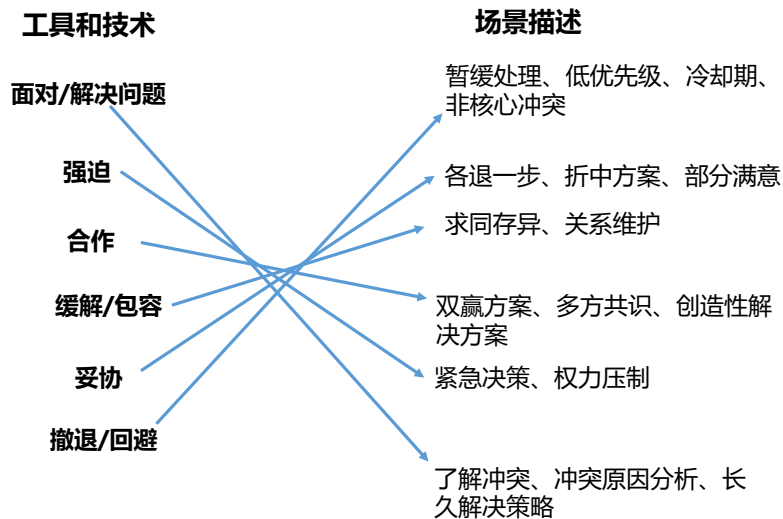 工具和技术
场景描述
面对/解决问题
暂缓处理、低优先级、冷却期、
非核心冲突
强迫
各退一步、折中方案、部分满意
合作
求同存异、关系维护
缓解/包容
双赢方案、多方共识、创造性解
决方案
妥协
紧急决策、权力压制
撤退/回避
了解冲突、冲突原因分析、长
久解决策略